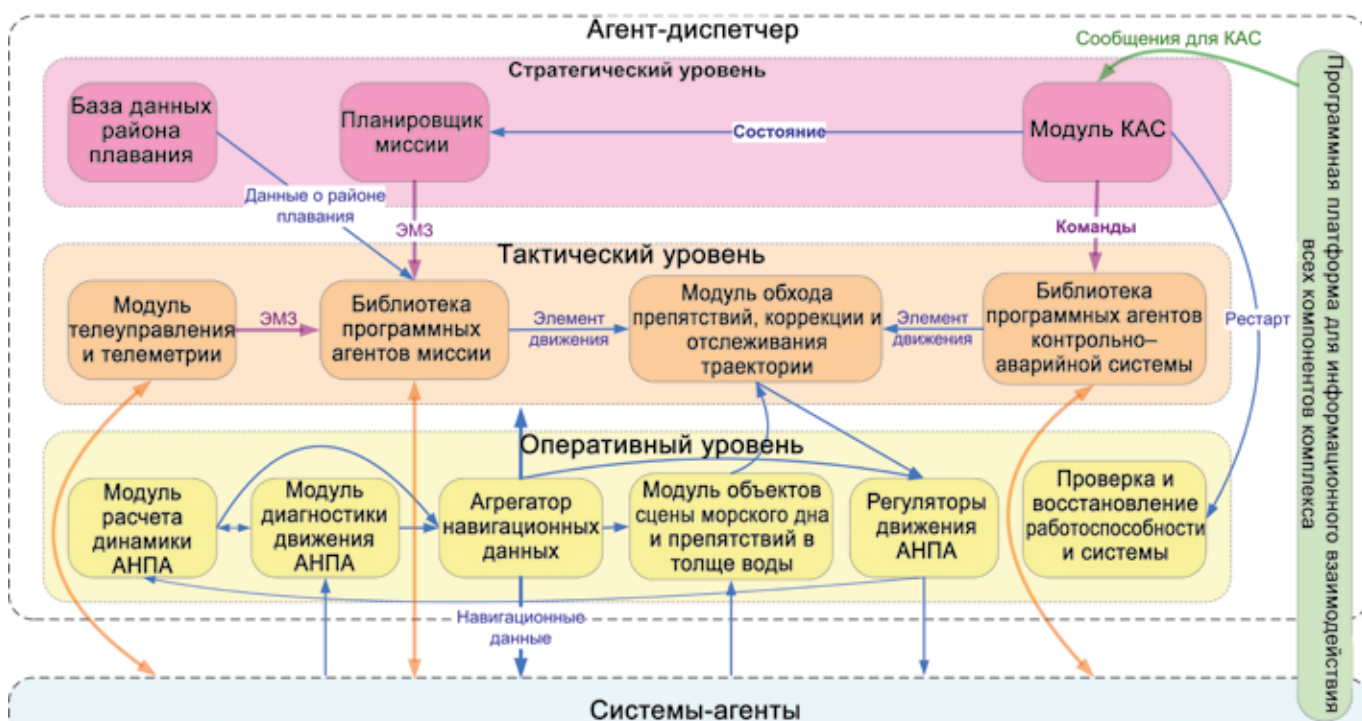 Агент-диспетчер
Сообщения для КАС
Стратегический уровень
База данных
района
плавания
Планировщик
миссии
Состояние
Модуль КАС
Данные о районе
плавания
ЭМЗ
Команды
Тактический уровень
Модуль
телеуправления
и телеметрии
ЭМЗ
Библиотека
программных
агентов миссии
Элемент
движения
Модуль обхода
препятствий, коррекции и
отслеживания
траектории
Элемент
движения
Библиотека
программных агентов
контрольно–
аварийной системы
Рестарт
Оперативный уровень
Модуль
расчета
динамики
АНПА
Модуль
диагностики
движения
АНПА
Агрегатор
навигационных
данных
Модуль объектов
сцены морского дна
и препятствий в
толще воды
Регуляторы
движения
АНПА
Проверка и
восстановление
работоспособности
и системы
Навигационные
данные
Системы-агенты
Программная платформа для информационного взаимодействия
всех компонентов комплекса